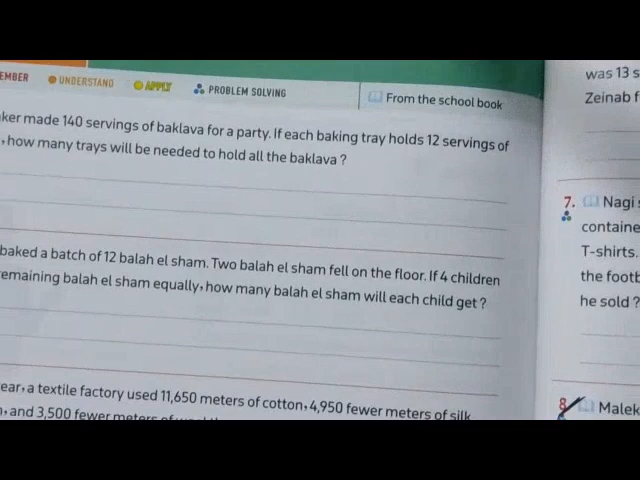 EMBER UNDERSTAND APPLY PROBLEM SOLVING From the school book
ker made 140 servings of baklava for a party. If each baking tray holds 12 servings of
, how many trays will be needed to hold all the baklava ?
baked a batch of 12 balah el sham. Two balah el sham fell on the floor. If 4 children
emaining balah el sham equally, how many balah el sham will each child get ?
ear, a textile factory used 11,650 meters of cotton, 4,950 fewer meters of silk
, and 3,500 fewer meters of
was 13 s
Zeinab f
7. Nagi
containe
T-shirts.
the footb
he sold ?
8 Malek